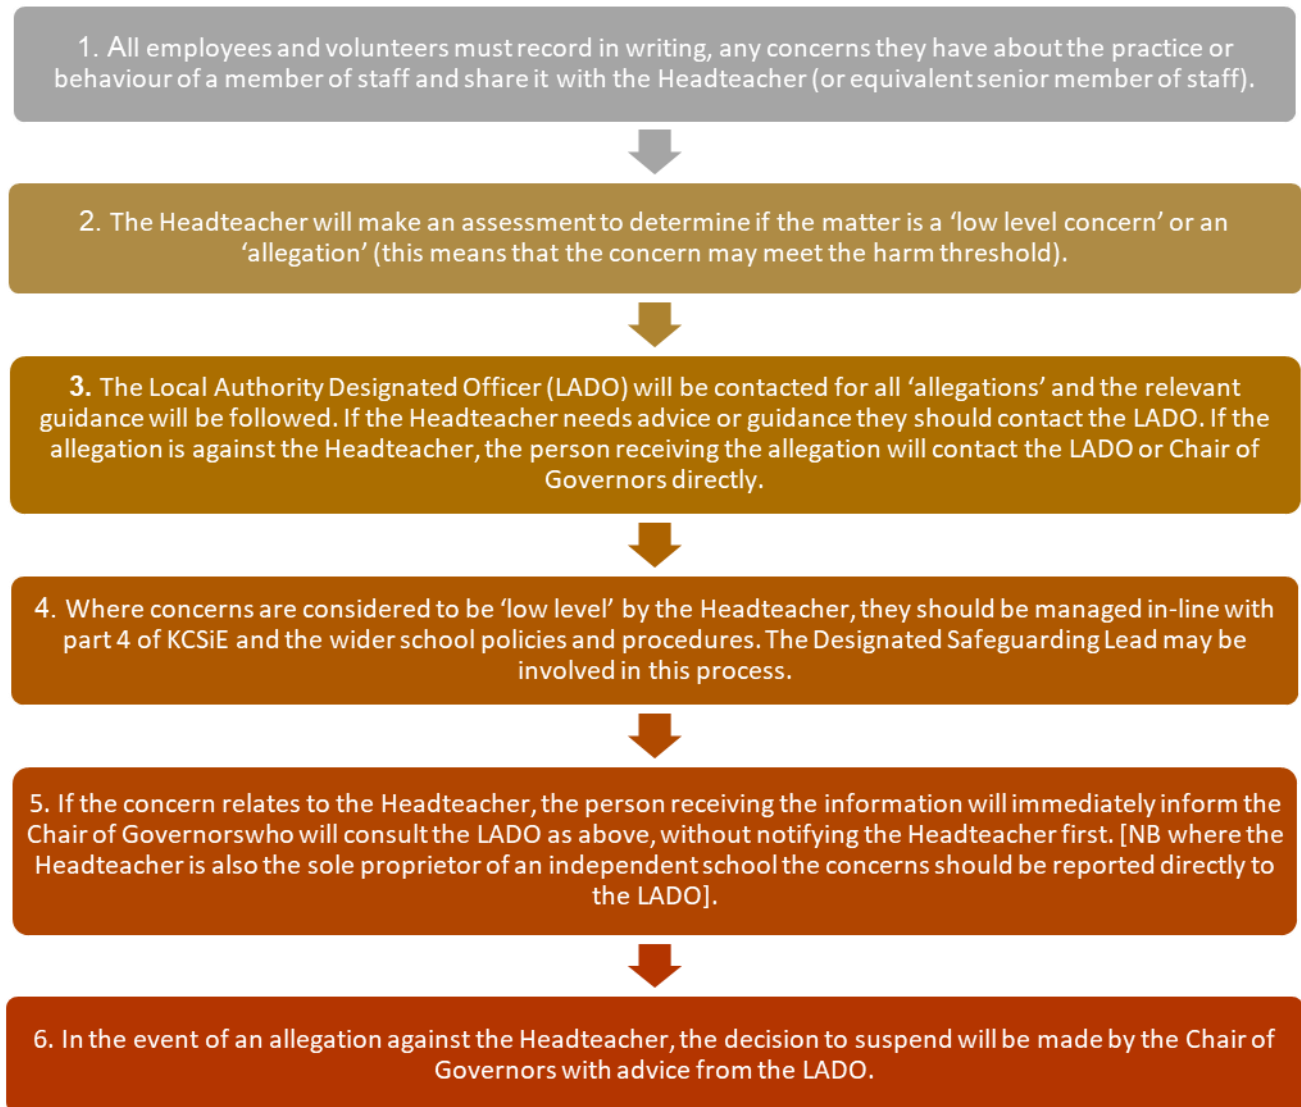 1. All employees and volunteers must record in writing, any concerns they have about the practice or
behaviour of a member of staff and share it with the Headteacher (or equivalent senior member of staff).
2. The Headteacher will make an assessment to determine if the matter is a ‘low level concern’ or an
‘allegation’ (this means that the concern may meet the harm threshold).
3. The Local Authority Designated Officer (LADO) will be contacted for all ‘allegations’ and the relevant
guidance will be followed. If the Headteacher needs advice or guidance they should contact the LADO. If the
allegation is against the Headteacher, the person receiving the allegation will contact the LADO or Chair of
Governors directly.
4. Where concerns are considered to be ‘low level’ by the Headteacher, they should be managed in-line with
part 4 of KCSiE and the wider school policies and procedures. The Designated Safeguarding Lead may be
involved in this process.
5. If the concern relates to the Headteacher, the person receiving the information will immediately inform the
Chair of Governorswho will consult the LADO as above, without notifying the Headteacher first. [NB where the
Headteacher is also the sole proprietor of an independent school the concerns should be reported directly to
the LADO].
6. In the event of an allegation against the Headteacher, the decision to suspend will be made by the Chair of
Governors with advice from the LADO.